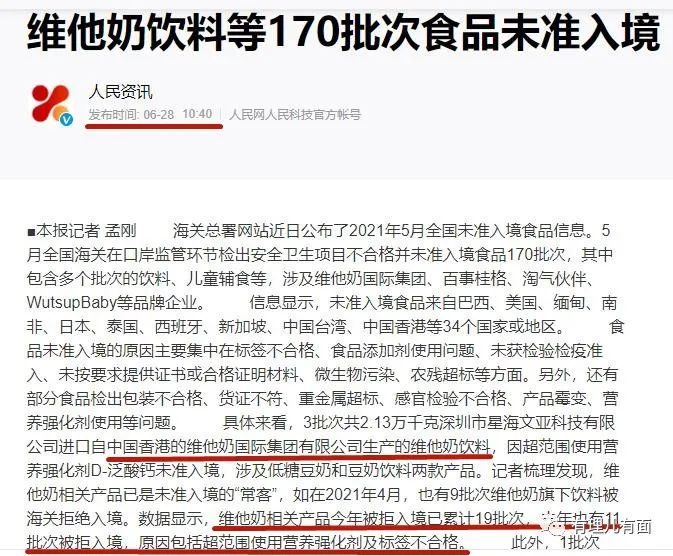 维他奶饮料等170批次食品未准入境
人民资讯
发布时间: 06-28 10:40 人民网人民科技官方帐号
■本报记者 孟刚 海关总署网站近日公布了2021年5月全国未准入境食品信息。5
月全国海关在口岸监管环节检出安全卫生项目不合格并未准入境食品170批次，其中
包含多个批次的饮料、儿童辅食等，涉及维他奶国际集团、百事桂格、淘气伙伴、
WutsupBaby等品牌企业。 信息显示，未准入境食品来自巴西、美国、缅甸、南
非、日本、泰国、西班牙、新加坡、中国台湾、中国香港等34个国家或地区。 食
品未准入境的原因主要集中在标签不合格、食品添加剂使用问题、未获检验检疫准
入、未按要求提供证书或合格证明材料、微生物污染、农残超标等方面。另外，还有
部分食品检出包装不合格、货证不符、重金属超标、感官检验不合格、产品霉变、营
养强化剂使用等问题。 具体来看，3批次共2.13万千克深圳市星海文亚科技有限
公司进口自中国香港的维他奶国际集团有限公司生产的维他奶饮料，因超范围使用营
养强化剂D-泛酸钙未准入境，涉及低糖豆奶和豆奶饮料两款产品。记者梳理发现，维
他奶相关产品已是未准入境的“常客”，如在2021年4月，也有9批次维他奶旗下饮料被
海关拒绝入境。数据显示，维他奶相关产品今年被拒入境已累计19批次，去年也有11
批次被拒入境，原因包括超范围使用营养强化剂及标签不合格。 此外，1批次
有理儿有面